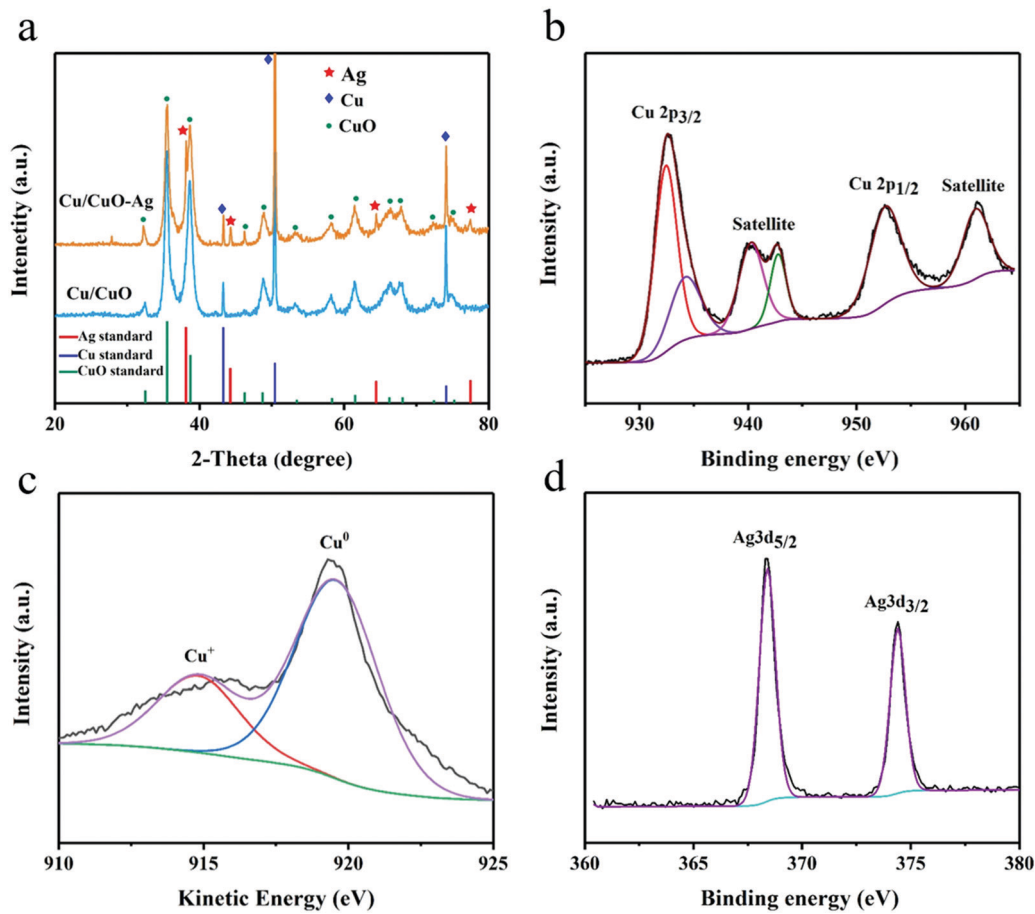 a
Intenetity (a.u.)
Ag
Cu
CuO
Cu/CuO-Ag
Cu/CuO
Ag standard
Cu standard
CuO standard
20 40 60 80
2-Theta (degree)
b
Intensity (a.u.)
Cu 2p3/2
Satellite
Cu 2p1/2
Satellite
930 940 950 960
Binding energy (eV)
c
Intensity (a.u.)
Cu+
Cu0
910 915 920 925
Kinetic Energy (eV)
d
Intensity (a.u.)
Ag3d5/2
Ag3d3/2
360 365 370 375 380
Binding energy (eV)